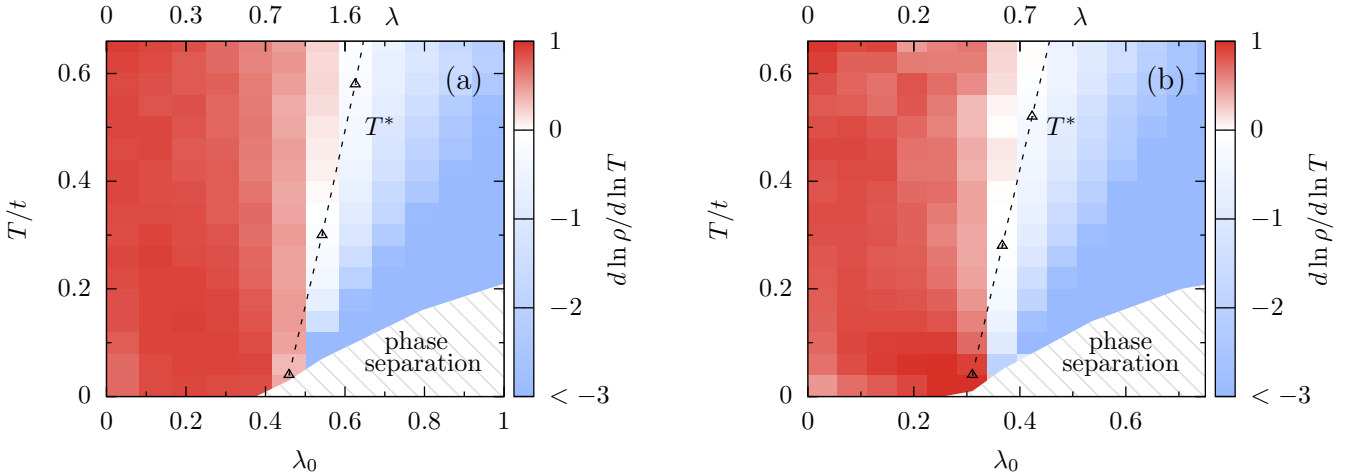 0 0.3 0.7 1.6 λ
(a)
T*
phase
separation
0.6
0.4
0.2
0
T/t
0 0.2 0.4 0.6 0.8 1
λ₀
1
0
−1
−2
< −3
d ln ρ/d ln T
0 0.2 0.7 λ
(b)
T*
phase
separation
0.6
0.4
0.2
0
T/t
0 0.2 0.4 0.6
λ₀
1
0
−1
−2
< −3
d ln ρ/d ln T